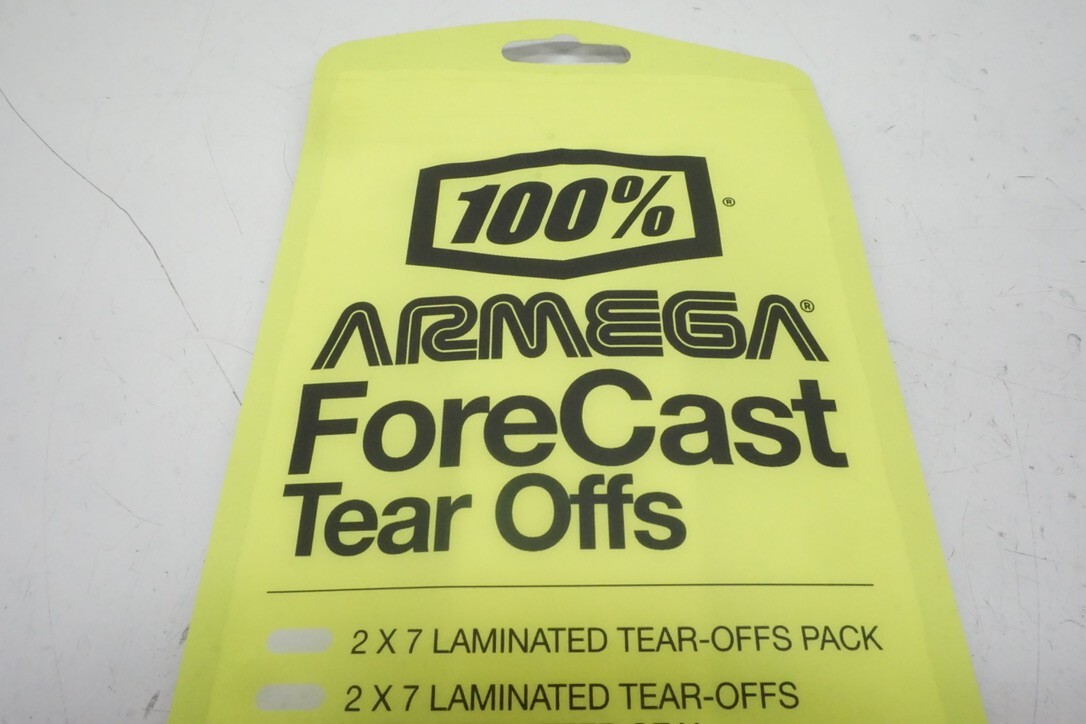 100%®
ARMEGA®
ForeCast
Tear Offs
2 X 7 LAMINATED TEAR-OFFS PACK
2 X 7 LAMINATED TEAR-OFFS